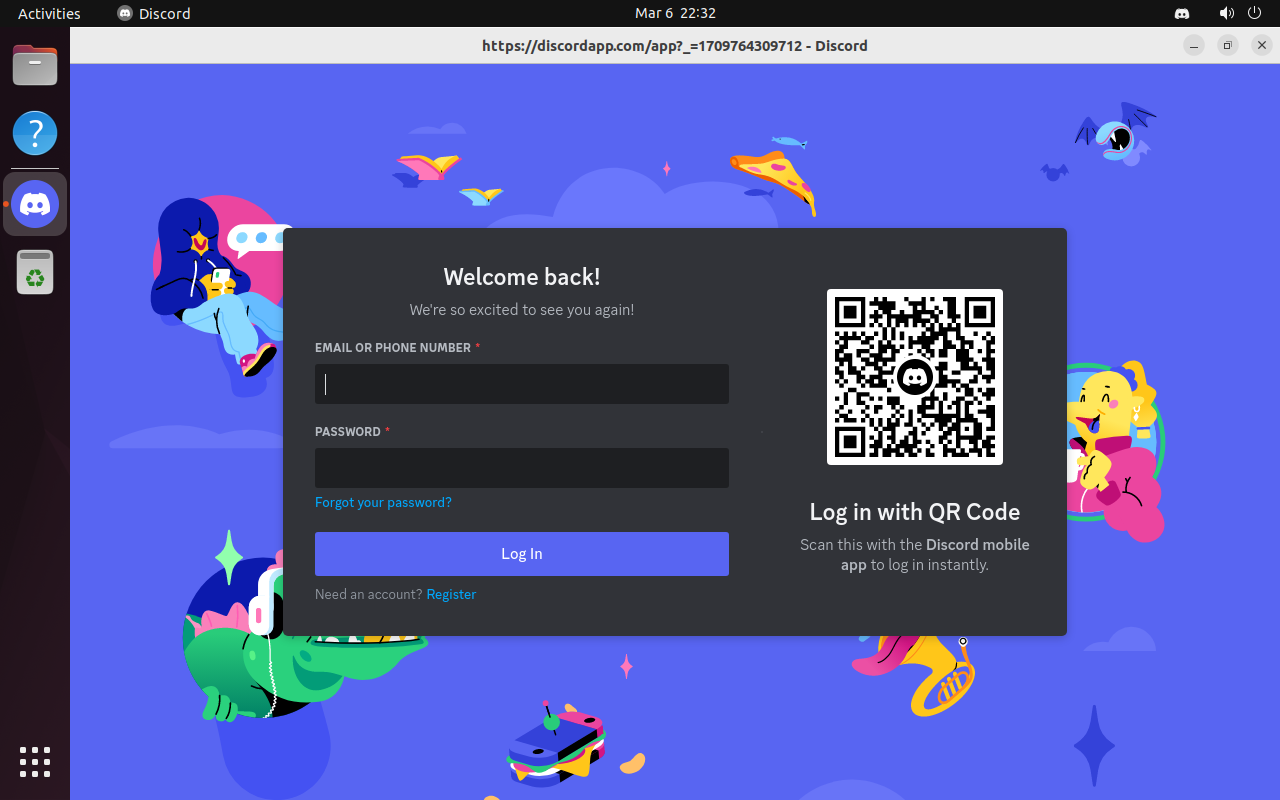 Activities
Discord
Mar 6 22:32
https://discordapp.com/app?_=1709764309712 - Discord
Welcome back!
We're so excited to see you again!
EMAIL OR PHONE NUMBER *
PASSWORD *
Forgot your password?
Log In
Need an account? Register
Log in with QR Code
Scan this with the Discord mobile
app to log in instantly.